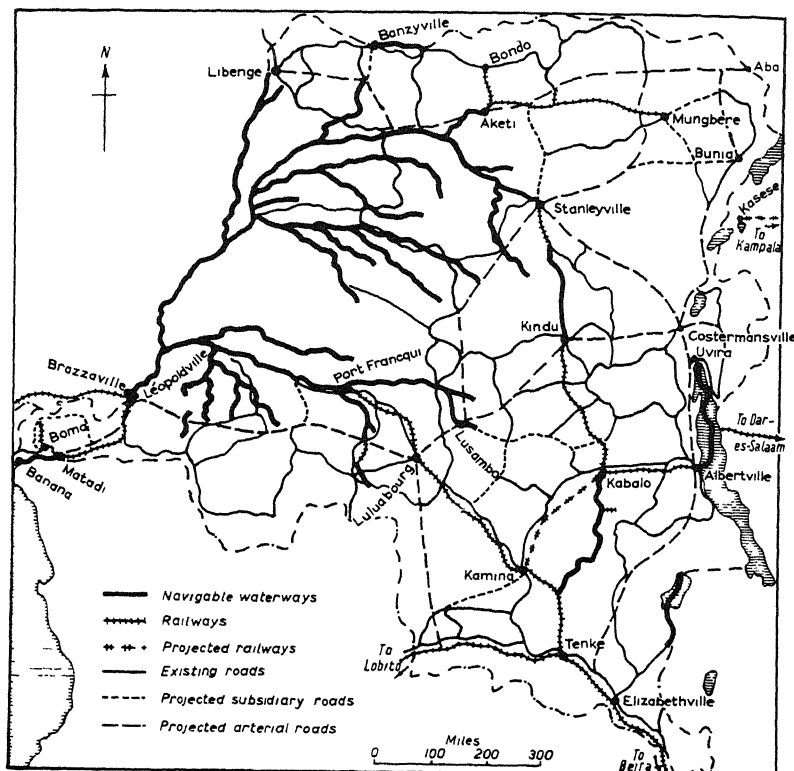 N
Banzyville
Libenge
Bondo
Aba
Aketi
Mungbere
Bunia
Kasese
To
Kampala
Stanleyville
Kindu
Costermansville
Uvira
Brazzaville
Léopoldville
Port Francqui
Boma
Banana
Matadi
Lusambo
Luluabourg
Kabalo
To Dar-
es-Salaam
Albertville
Kamina
Navigable waterways
Railways
Projected railways
Existing roads
Projected subsidiary roads
Projected arterial roads
To
Lobito
Tenke
Elizabethville
Miles
0 100 200 300
To
Beira